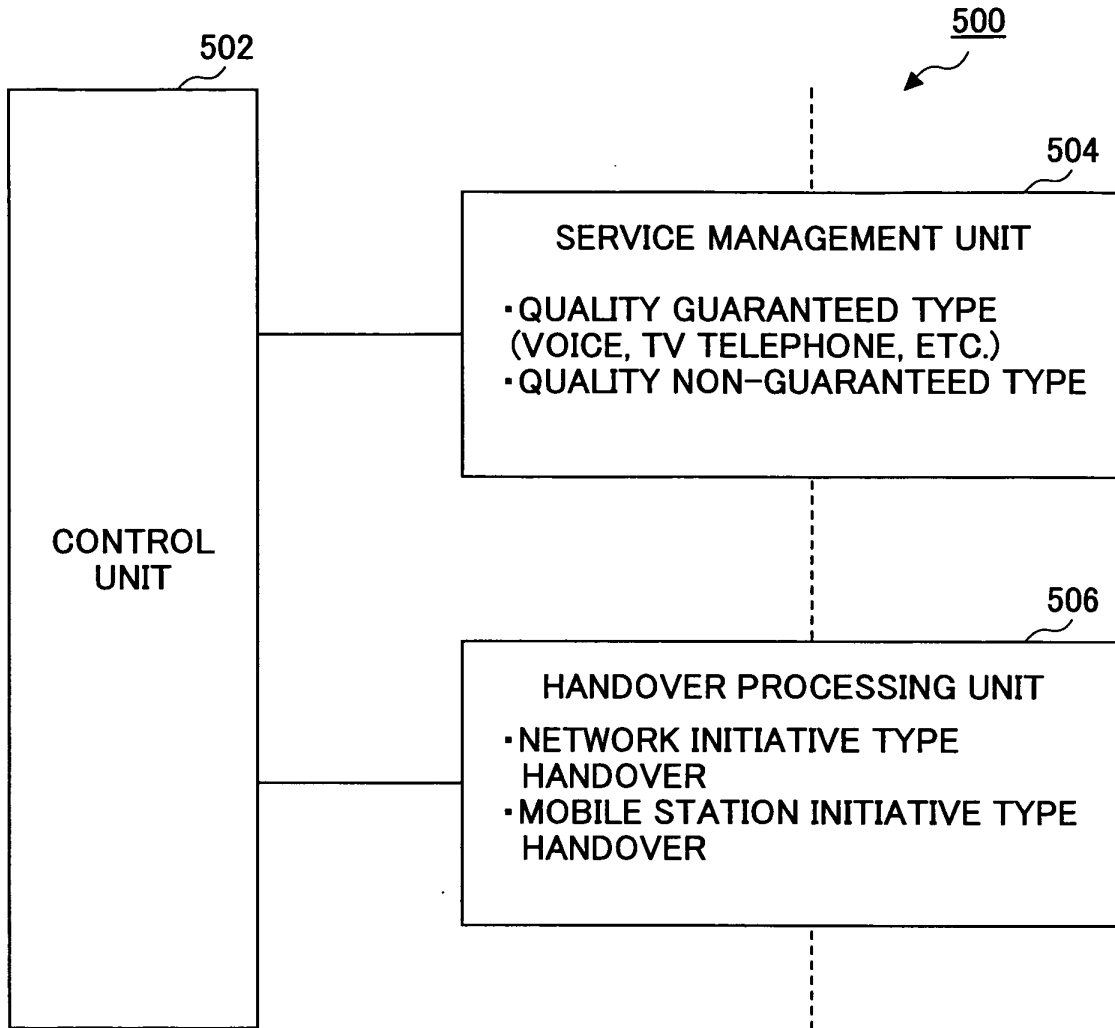 500
502
504
SERVICE MANAGEMENT UNIT
・QUALITY GUARANTEED TYPE
(VOICE, TV TELEPHONE, ETC.)
・QUALITY NON-GUARANTEED TYPE
CONTROL
UNIT
506
HANDOVER PROCESSING UNIT
・NETWORK INITIATIVE TYPE
HANDOVER
・MOBILE STATION INITIATIVE TYPE
HANDOVER